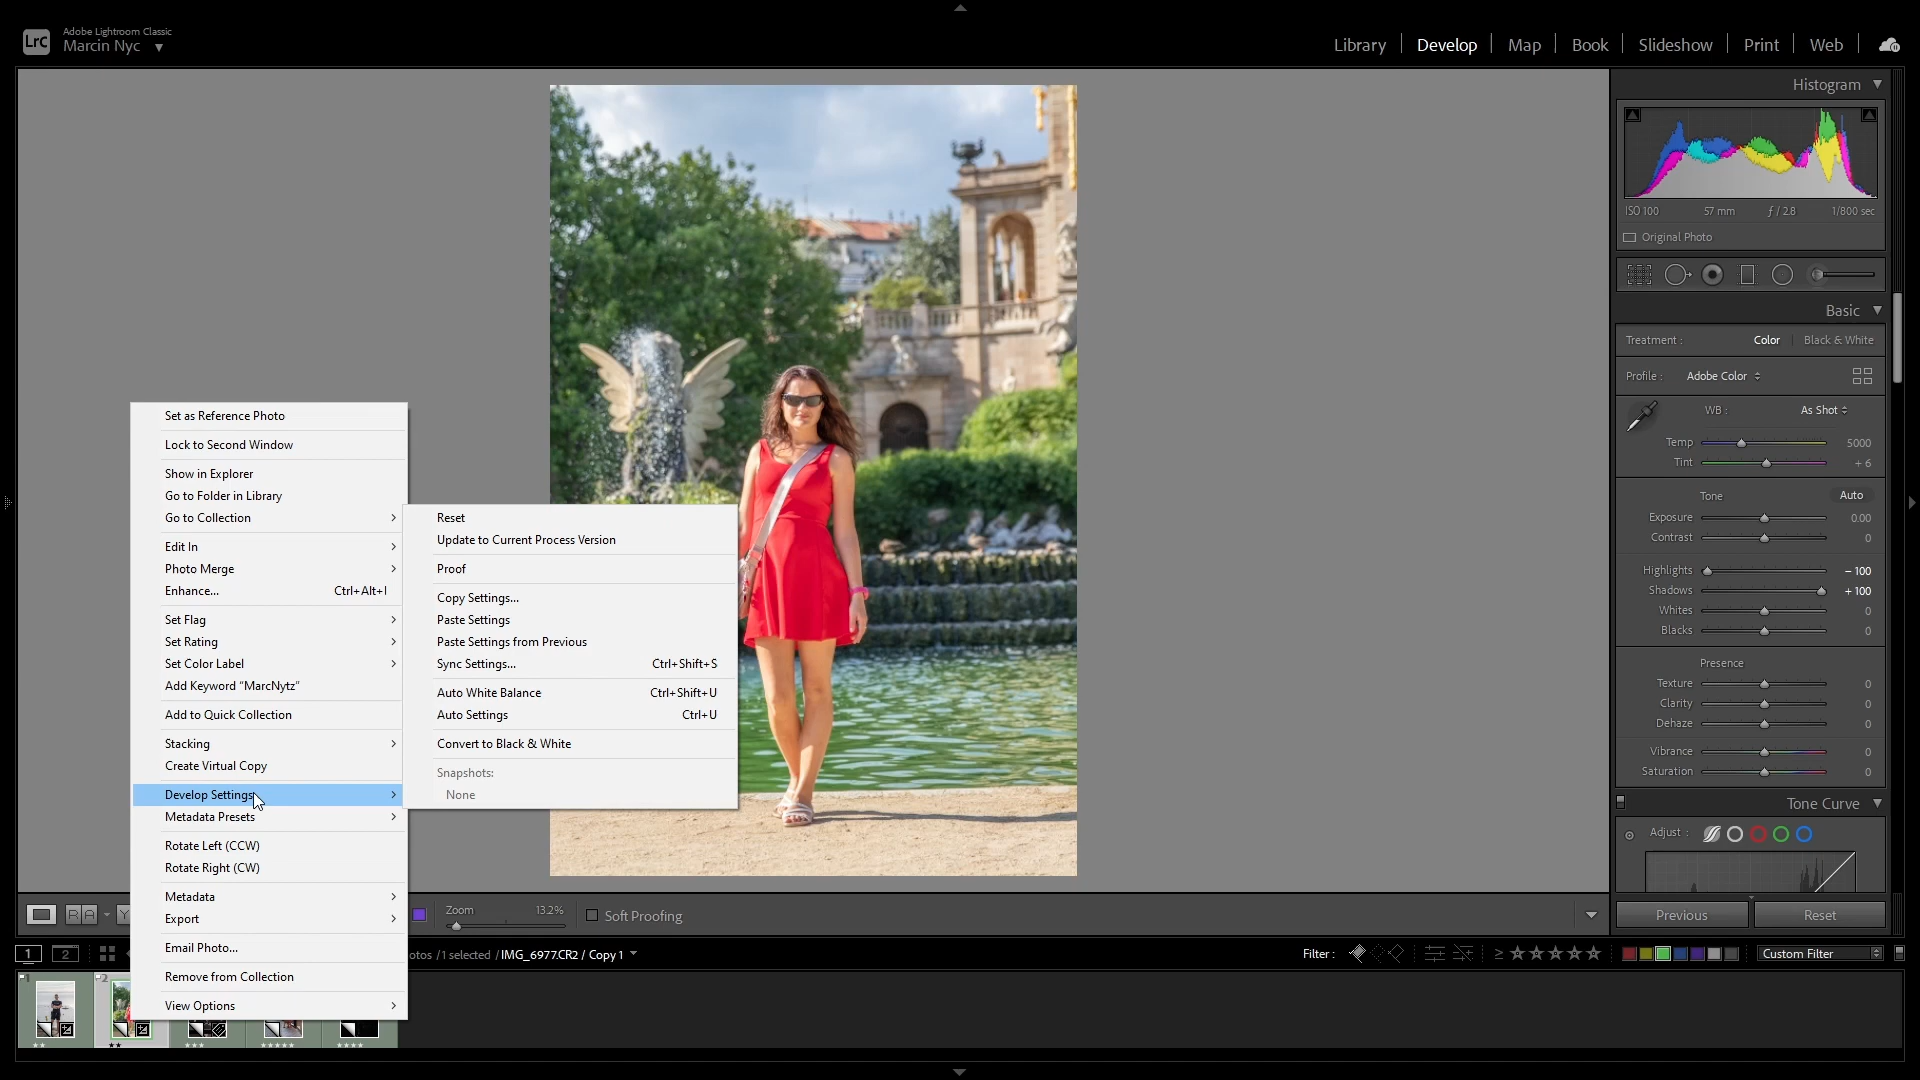 Adobe Lightroom Classic
LrC
Marcin Nyc
Library
Develop
Map
Book
Slideshow
Print
Web
Histogram
ISO 100 57 mm ƒ / 2.8 1/800 sec
Original Photo
Basic
Treatment : Color Black & White
Profile : Adobe Color
WB : As Shot
Temp 5000
Tint + 6
Tone Auto
Exposure 0.00
Contrast 0
Highlights – 100
Shadows + 100
Whites 0
Blacks 0
Presence
Texture 0
Clarity 0
Dehaze 0
Vibrance 0
Saturation 0
Tone Curve
Adjust :
Previous Reset
Set as Reference Photo
Lock to Second Window
Show in Explorer
Go to Folder in Library
Go to Collection
Edit In
Photo Merge
Enhance... Ctrl+Alt+I
Set Flag
Set Rating
Set Color Label
Add Keyword “MarcNytz”
Add to Quick Collection
Stacking
Create Virtual Copy
Develop Settings
Metadata Presets
Rotate Left (CCW)
Rotate Right (CW)
Metadata
Export
Email Photo...
Remove from Collection
View Options
Reset
Update to Current Process Version
Proof
Copy Settings...
Paste Settings
Paste Settings from Previous
Sync Settings... Ctrl+Shift+S
Auto White Balance Ctrl+Shift+U
Auto Settings Ctrl+U
Convert to Black & White
Snapshots:
None
R A Y
Zoom 13.2%
Soft Proofing
1 2
otos / 1 selected / IMG_6977.CR2 / Copy 1
Filter :
≥
Custom Filter
1
2